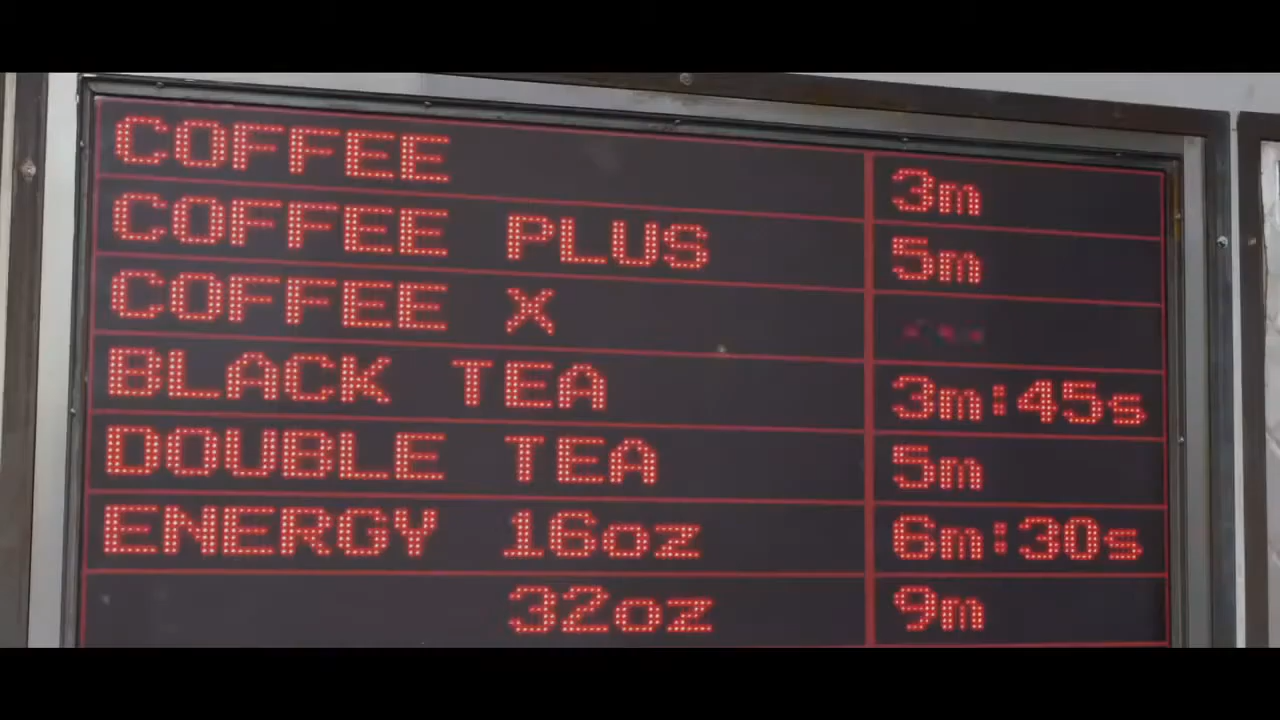 COFFEE 3m
COFFEE PLUS 5m
COFFEE X
BLACK TEA 3m:45s
DOUBLE TEA 5m
ENERGY 16oz 6m:30s
32oz 9m